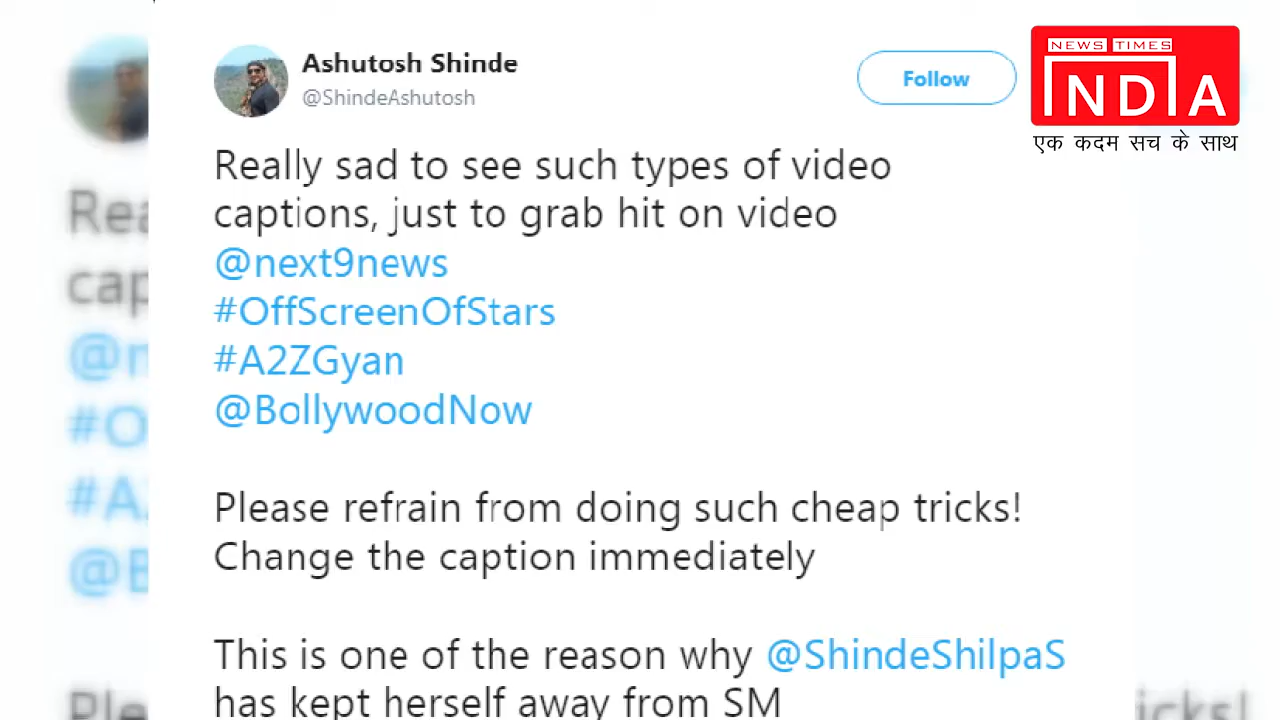 Ashutosh Shinde
@ShindeAshutosh
Follow
NEWS TIMES
INDIA
एक कदम सच के साथ
Really sad to see such types of video
captions, just to grab hit on video
@next9news
#OffScreenOfStars
#A2ZGyan
@BollywoodNow
Please refrain from doing such cheap tricks!
Change the caption immediately
This is one of the reason why @ShindeShilpaS
has kept herself away from SM